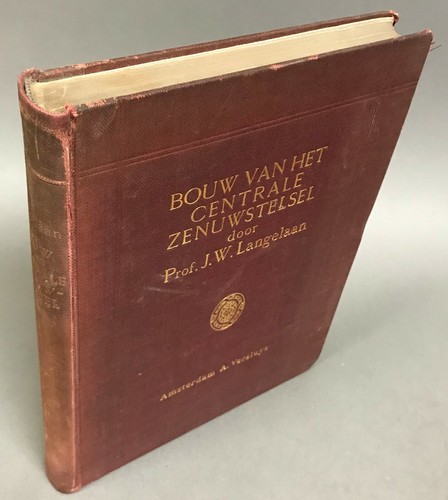 BOUW VAN HET
CENTRALE
ZENUWSTELSEL
door
Prof. J. W. Langelaan
Amsterdam A. Versluys